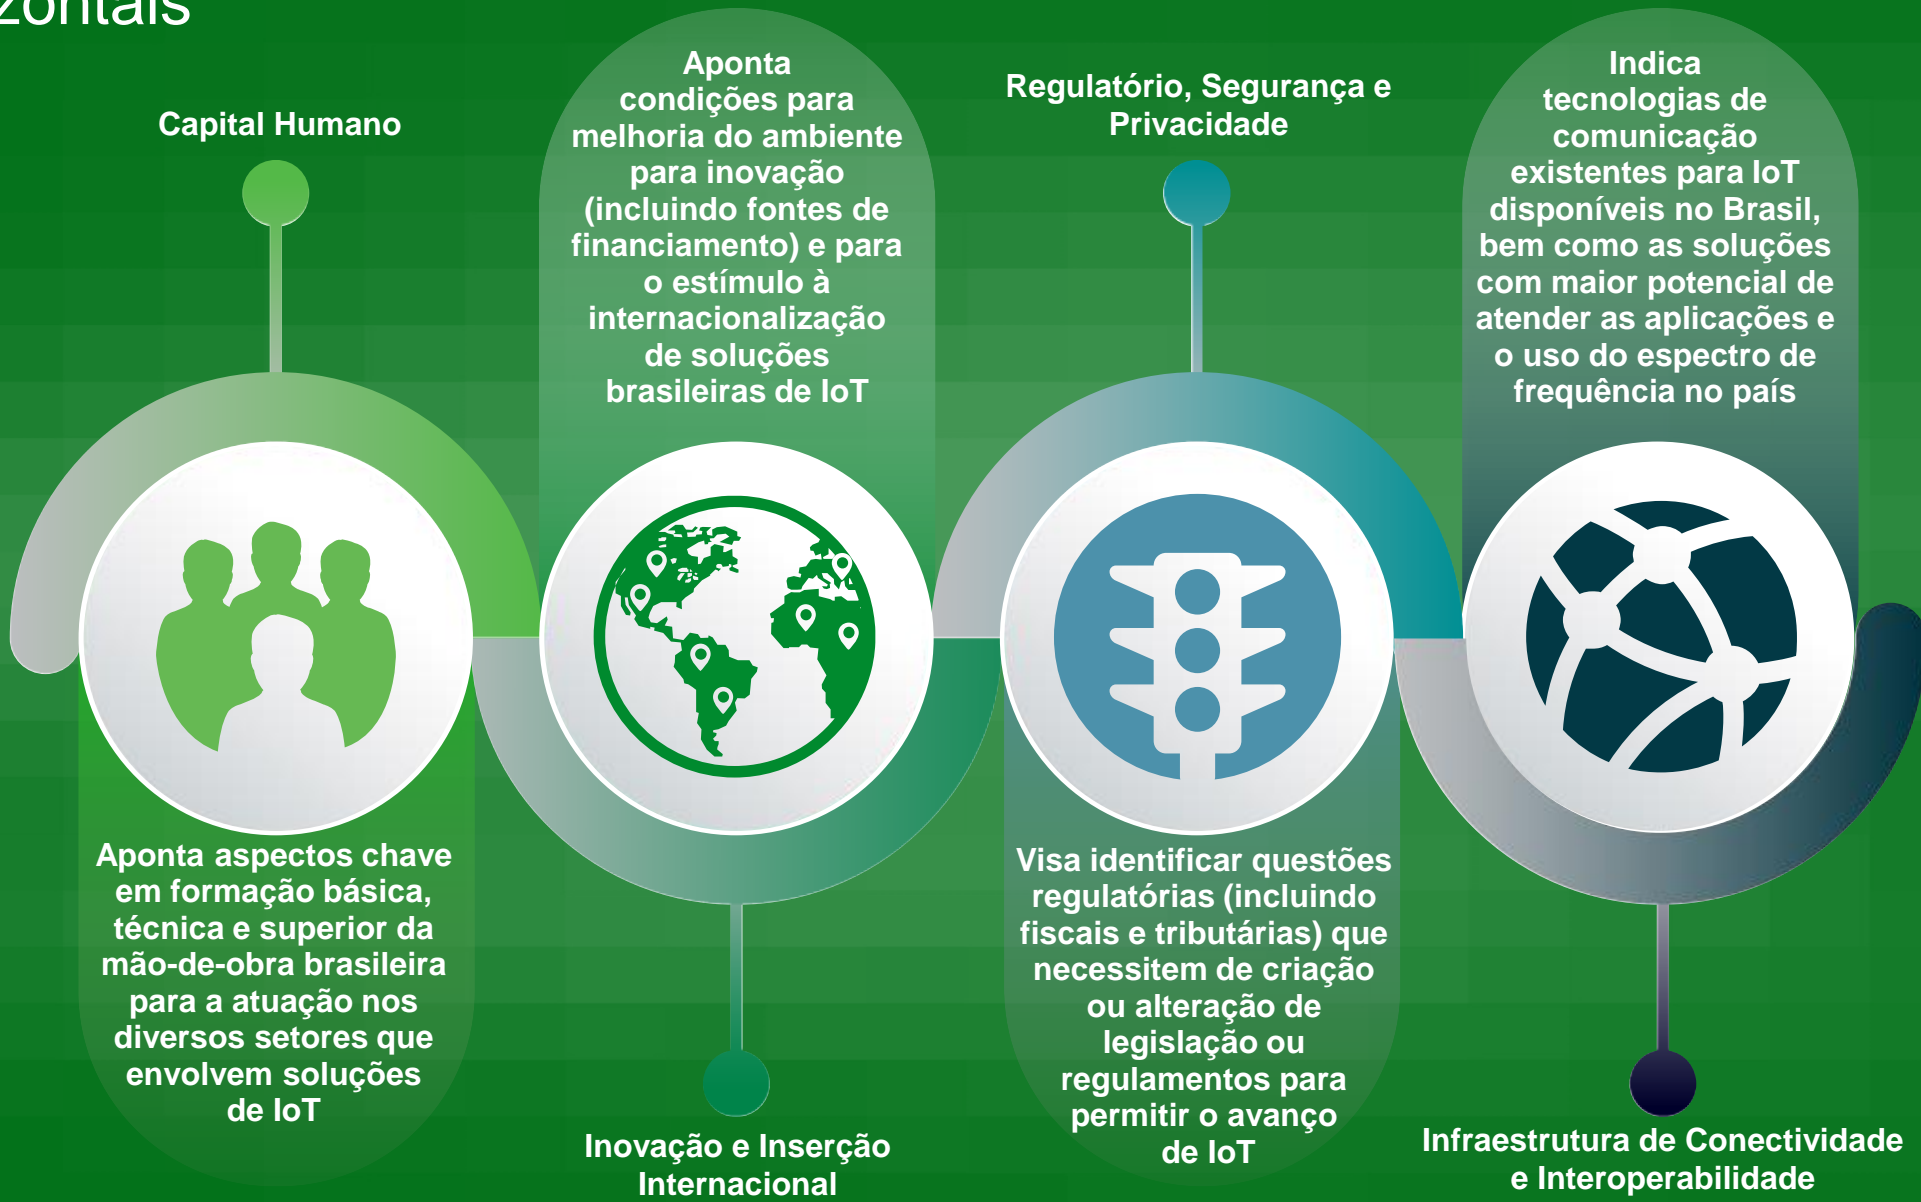 zontais
Capital Humano
Aponta aspectos chave
em formação básica,
técnica e superior da
mão-de-obra brasileira
para a atuação nos
diversos setores que
envolvem soluções
de IoT
Aponta
condições para
melhoria do ambiente
para inovação
(incluindo fontes de
financiamento) e para
o estímulo à
internacionalização
de soluções
brasileiras de IoT
Inovação e Inserção
Internacional
Regulatório, Segurança e
Privacidade
Visa identificar questões
regulatórias (incluindo
fiscais e tributárias) que
necessitem de criação
ou alteração de
legislação ou
regulamentos para
permitir o avanço
de IoT
Indica
tecnologias de
comunicação
existentes para IoT
disponíveis no Brasil,
bem como as soluções
com maior potencial de
atender as aplicações e
o uso do espectro de
frequência no país
Infraestrutura de Conectividade
e Interoperabilidade